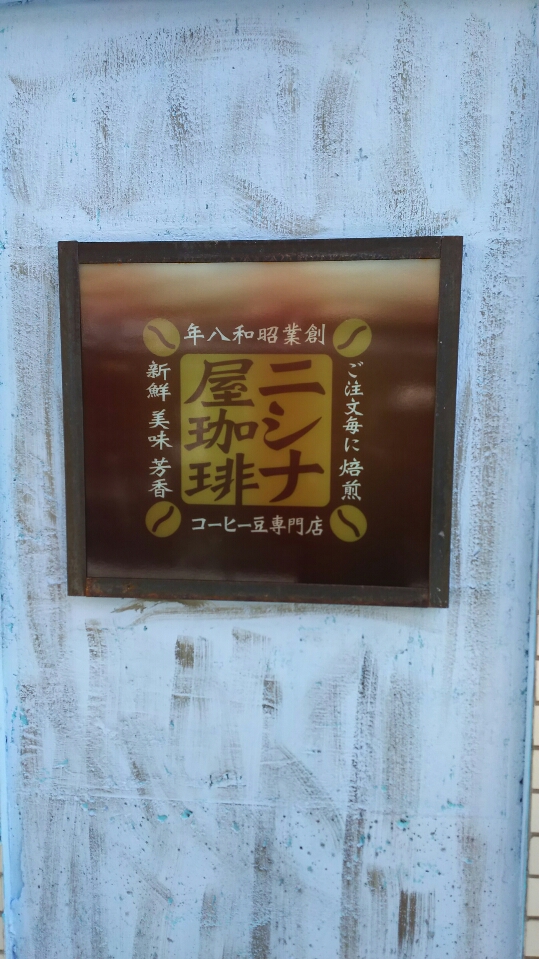 創業昭和八年
ご注文毎に焙煎
ニシナ
屋珈琲
新鮮 美味 芳香
コーヒー豆専門店